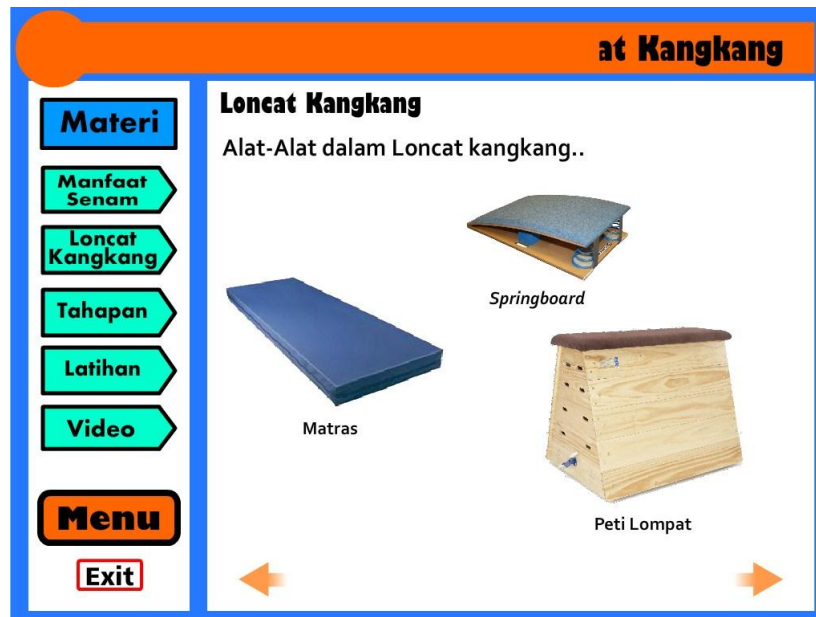 at Kangkang
Materi
Manfaat
Senam
Loncat
Kangkang
Tahapan
Latihan
Video
Menu
Exit
Loncat Kangkang
Alat-Alat dalam Loncat kangkang..
Springboard
Matras
Peti Lompat